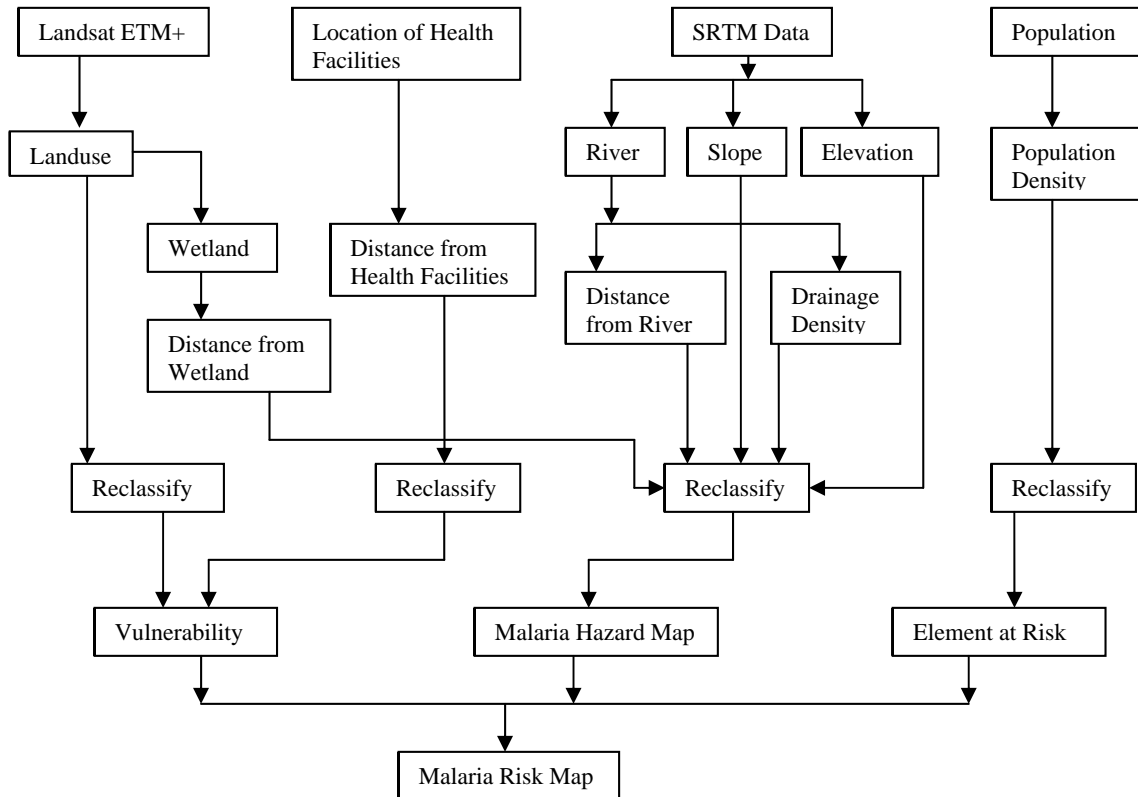 Landsat ETM+
Location of Health
Facilities
SRTM Data
Population
Landuse
River
Slope
Elevation
Population
Density
Wetland
Distance from
Health Facilities
Distance
from River
Drainage
Density
Distance from
Wetland
Reclassify
Reclassify
Reclassify
Reclassify
Vulnerability
Malaria Hazard Map
Element at Risk
Malaria Risk Map